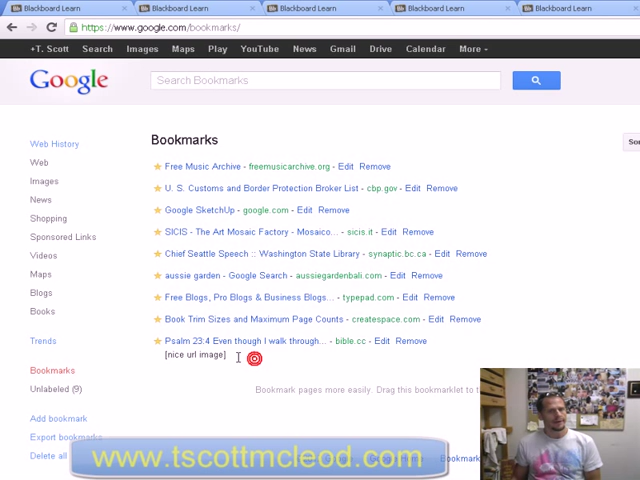 Blackboard Learn Blackboard Learn Blackboard Learn Blackboard Learn Blackboard Learn
https://www.google.com/bookmarks/
+T. Scott Search Images Maps Play YouTube News Gmail Drive Calendar More
Google Search Bookmarks
Bookmarks
Sor
Web History
Web
Images
News
Shopping
Sponsored Links
Videos
Maps
Blogs
Books
Trends
Bookmarks
Unlabeled (9)
Add bookmark
Export bookmarks
Delete all
Free Music Archive - freemusicarchive.org - Edit Remove
U. S. Customs and Border Protection Broker List - cbp.gov - Edit Remove
Google SketchUp - google.com - Edit Remove
SICIS - The Art Mosaic Factory - Mosaico... - sicis.it - Edit Remove
Chief Seattle Speech :: Washington State Library - synaptic.bc.ca - Edit Remove
aussie garden - Google Search - aussiegardenbali.com - Edit Remove
Free Blogs, Pro Blogs & Business Blogs... - typepad.com - Edit Remove
Book Trim Sizes and Maximum Page Counts - createspace.com - Edit Remove
Psalm 23:4 Even though I walk through... - bible.cc - Edit Remove
[nice url image]
Bookmark pages more easily. Drag this bookmarklet to
Bookmark
www.tscottmcleod.com